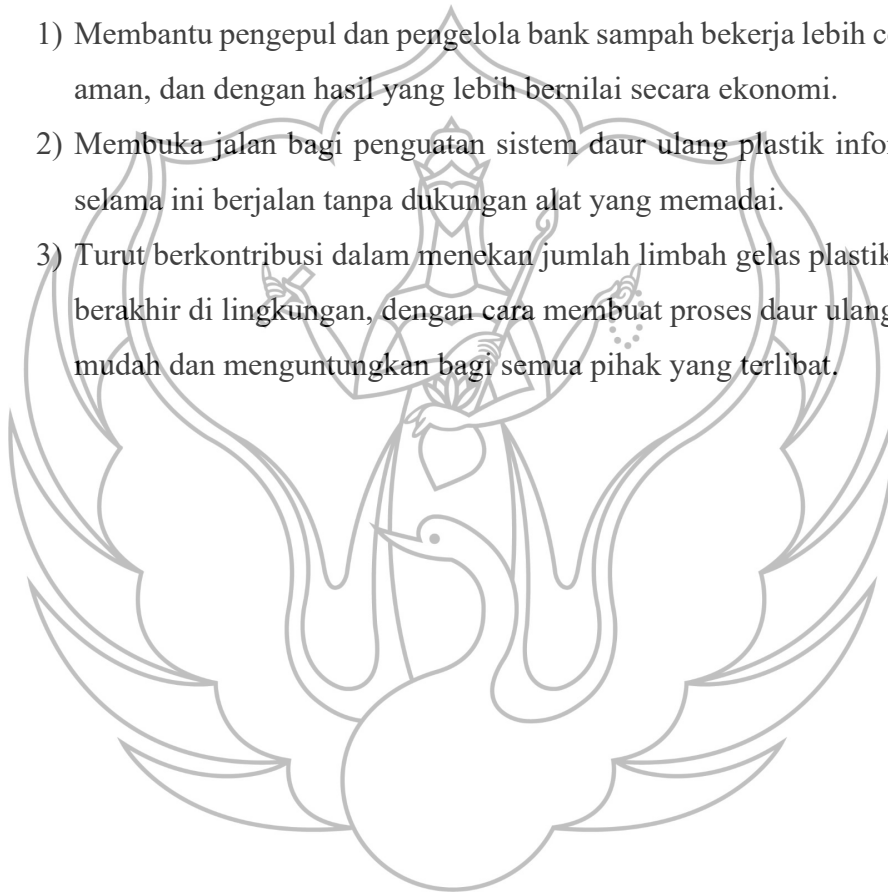 1) Membantu pengepul dan pengelola bank sampah bekerja lebih
aman, dan dengan hasil yang lebih bernilai secara ekonomi.
2) Membuka jalan bagi penguatan sistem daur ulang plastik
selama ini berjalan tanpa dukungan alat yang memadai.
3) Turut berkontribusi dalam menekan jumlah limbah gelas plastik
berakhir di lingkungan, dengan cara membuat proses daur ulang
mudah dan menguntungkan bagi semua pihak yang terlibat.